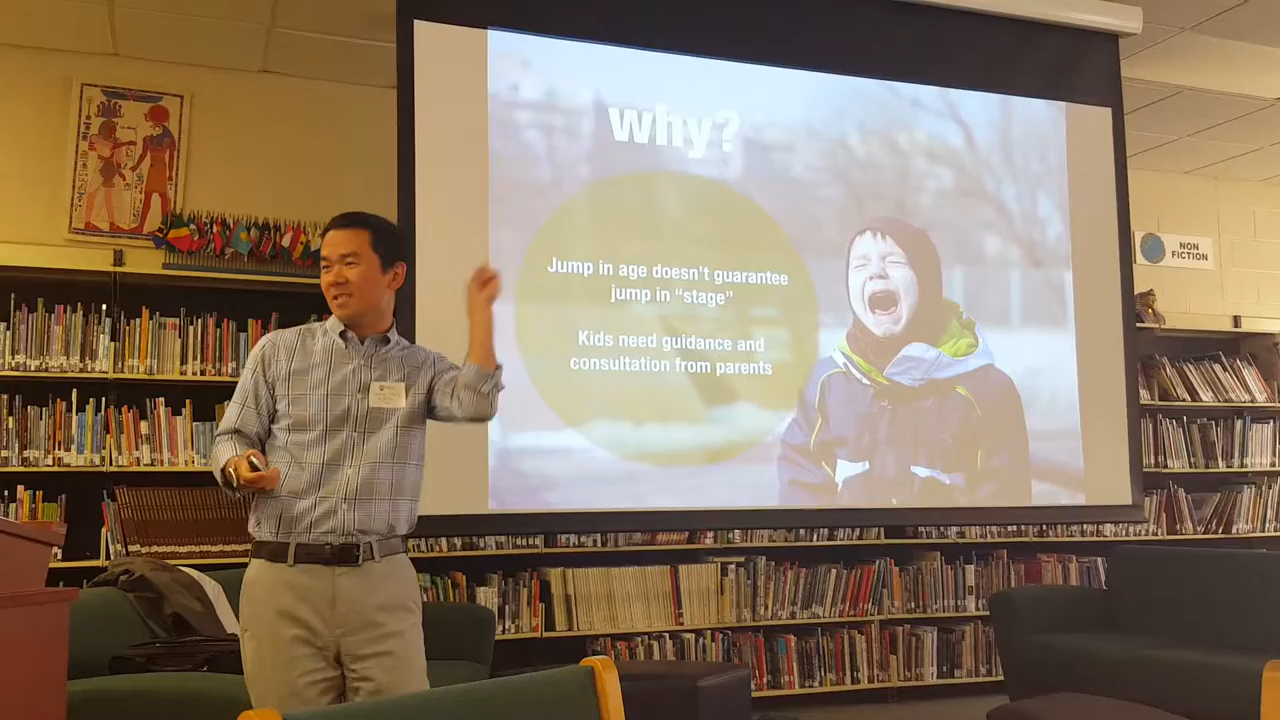 why?
Jump in age doesn't guarantee
jump in "stage"
Kids need guidance and
consultation from parents
NON
FICTION